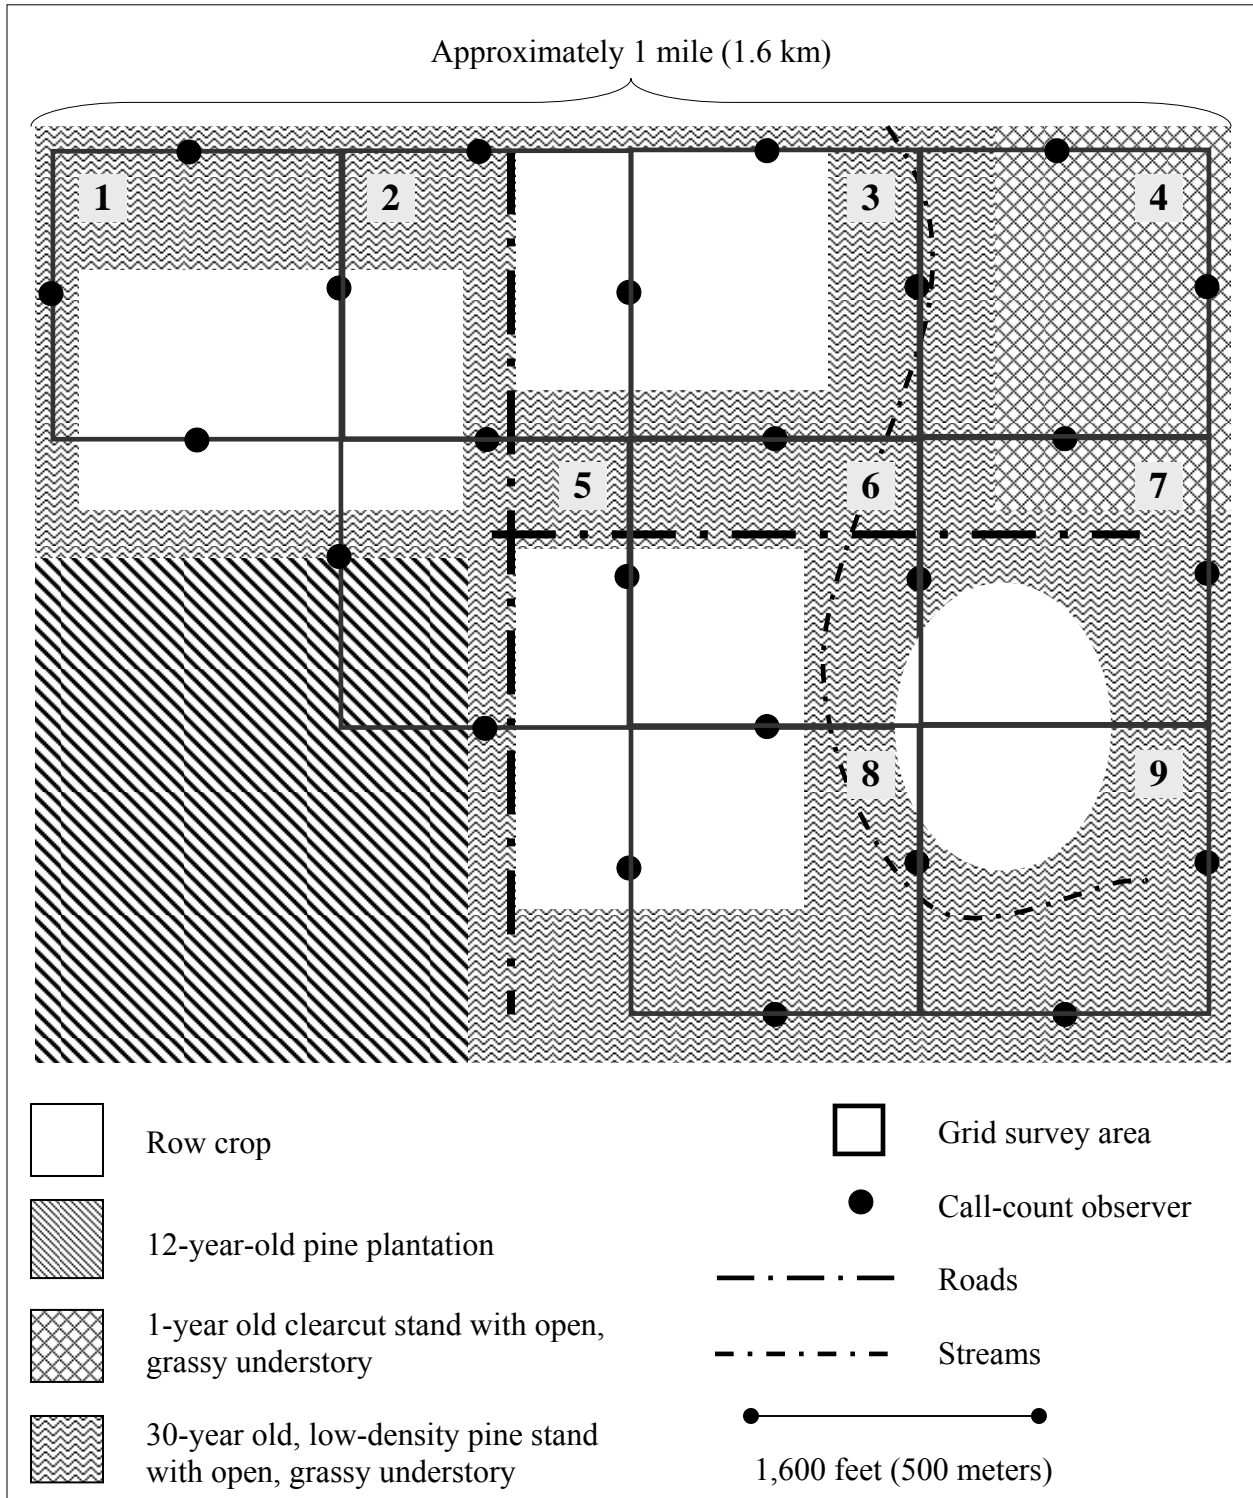 Approximately 1 mile (1.6 km)
1
2
3
4
5
6
7
8
9
Row crop
12-year-old pine plantation
1-year old clearcut stand with open,
grassy understory
30-year old, low-density pine stand
with open, grassy understory
Grid survey area
Call-count observer
Roads
Streams
1,600 feet (500 meters)